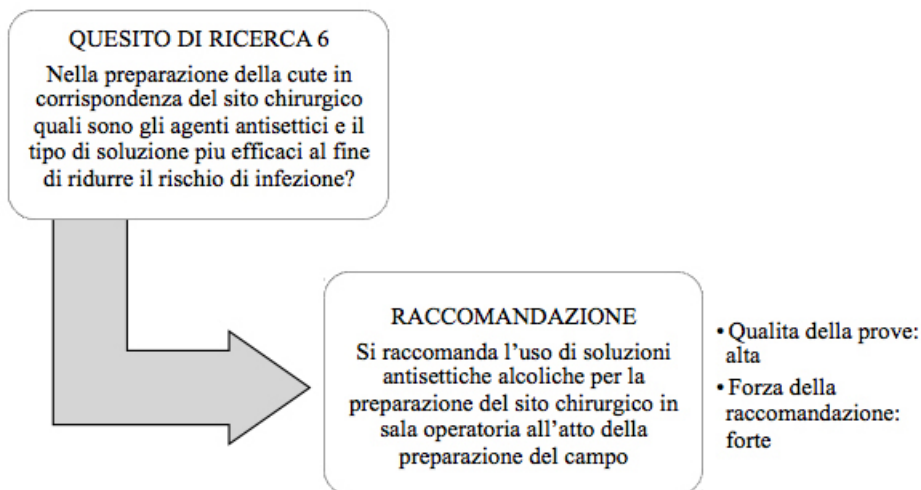 QUESITO DI RICERCA 6
Nella preparazione della cute in
corrispondenza del sito chirurgico
quali sono gli agenti antisettici e il
tipo di soluzione piu efficaci al fine
di ridurre il rischio di infezione?
RACCOMANDAZIONE
Si raccomanda l'uso di soluzioni
antisettiche alcoliche per la
preparazione del sito chirurgico in
sala operatoria all'atto della
preparazione del campo
• Qualita della prove:
alta
• Forza della
raccomandazione:
forte